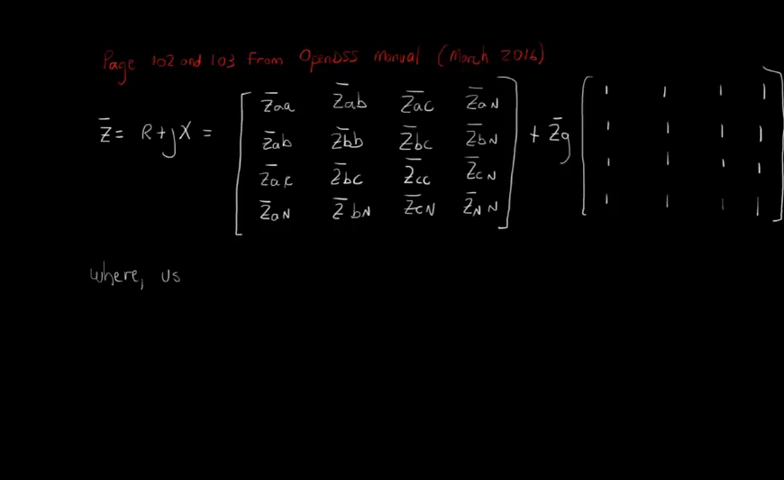 Page 102 and 103 From OpenDSS Manual (March 2016)
Z̄aa Z̄ab Z̄ac Z̄aN 1 1 1 1
Z̄ = R+jX = Z̄ab Z̄bb Z̄bc Z̄bN + Z̄g 1 1 1 1
Z̄ac Z̄bc Z̄cc Z̄cN 1 1 1 1
Z̄aN Z̄bN Z̄cN Z̄NN 1 1 1 1
where, us